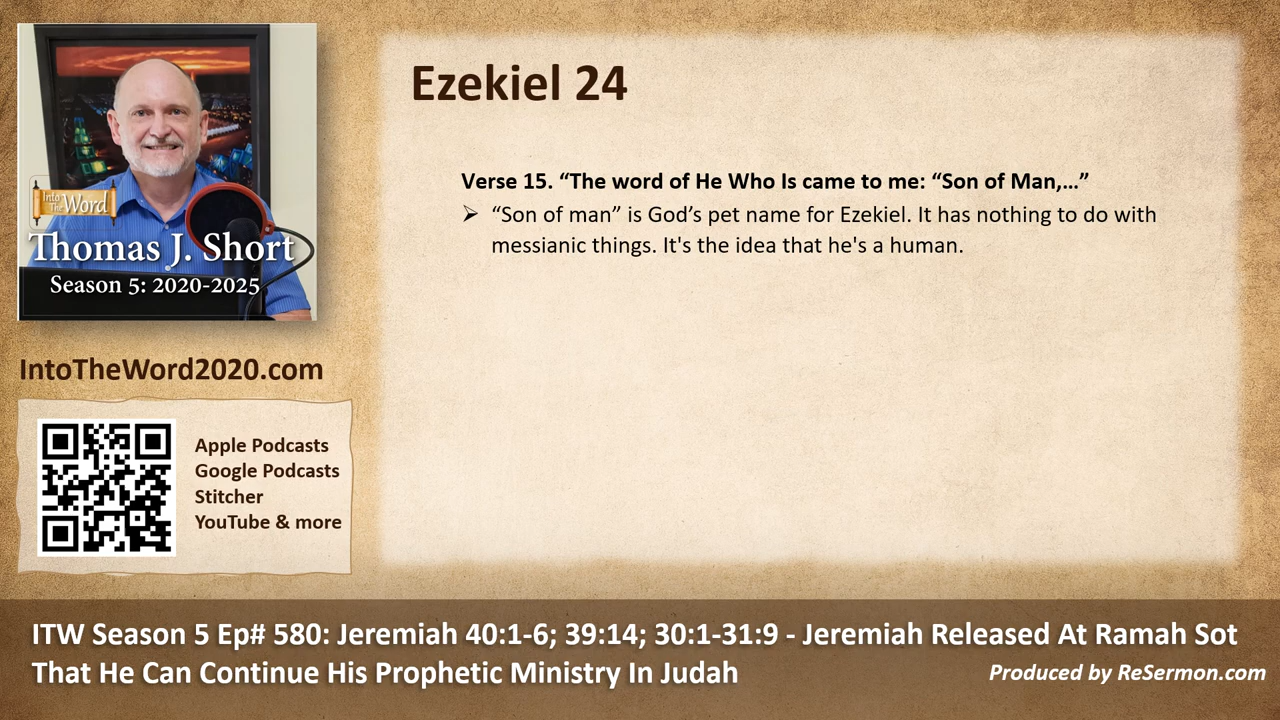 Into
The Word
Thomas J. Short
Season 5: 2020-2025
IntoTheWord2020.com
Apple Podcasts
Google Podcasts
Stitcher
YouTube & more
Ezekiel 24
Verse 15. “The word of He Who Is came to me: “Son of Man,…”
➢ “Son of man” is God’s pet name for Ezekiel. It has nothing to do with
messianic things. It's the idea that he's a human.
ITW Season 5 Ep# 580: Jeremiah 40:1-6; 39:14; 30:1-31:9 - Jeremiah Released At Ramah Sot
That He Can Continue His Prophetic Ministry In Judah
Produced by ReSermon.com